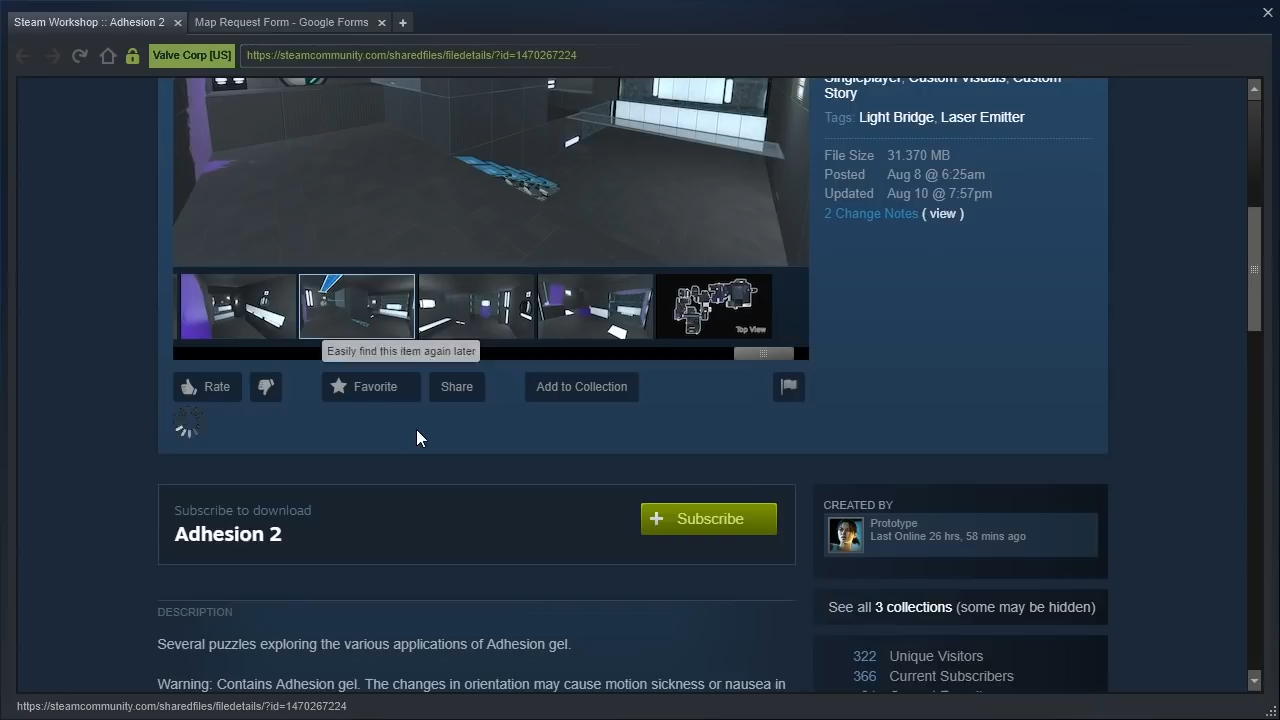 Steam Workshop :: Adhesion 2
Map Request Form - Google Forms
Valve Corp [US]
https://steamcommunity.com/sharedfiles/filedetails/?id=1470267224
Singleplayer, Custom Visuals, Custom
Story
Tags: Light Bridge, Laser Emitter
File Size 31.370 MB
Posted Aug 8 @ 6:25am
Updated Aug 10 @ 7:57pm
2 Change Notes ( view )
Top View
Easily find this item again later
Rate
Favorite
Share
Add to Collection
Subscribe to download
Adhesion 2
Subscribe
CREATED BY
Prototype
Last Online 26 hrs, 58 mins ago
See all 3 collections (some may be hidden)
DESCRIPTION
Several puzzles exploring the various applications of Adhesion gel.
Warning: Contains Adhesion gel. The changes in orientation may cause motion sickness or nausea in
322 Unique Visitors
366 Current Subscribers
https://steamcommunity.com/sharedfiles/filedetails/?id=1470267224